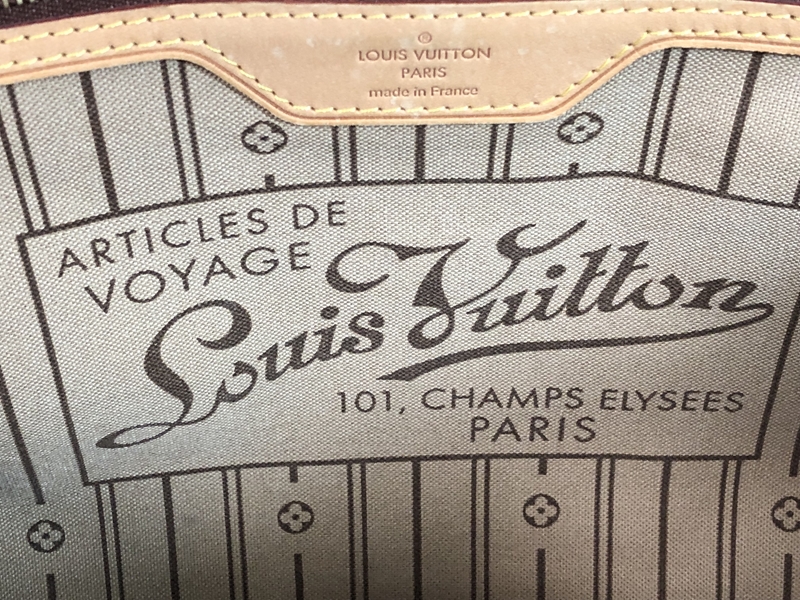 ®
LOUIS VUITTON
PARIS
made in France
ARTICLES DE
VOYAGE
Louis Vuitton
101, CHAMPS ELYSEES
PARIS